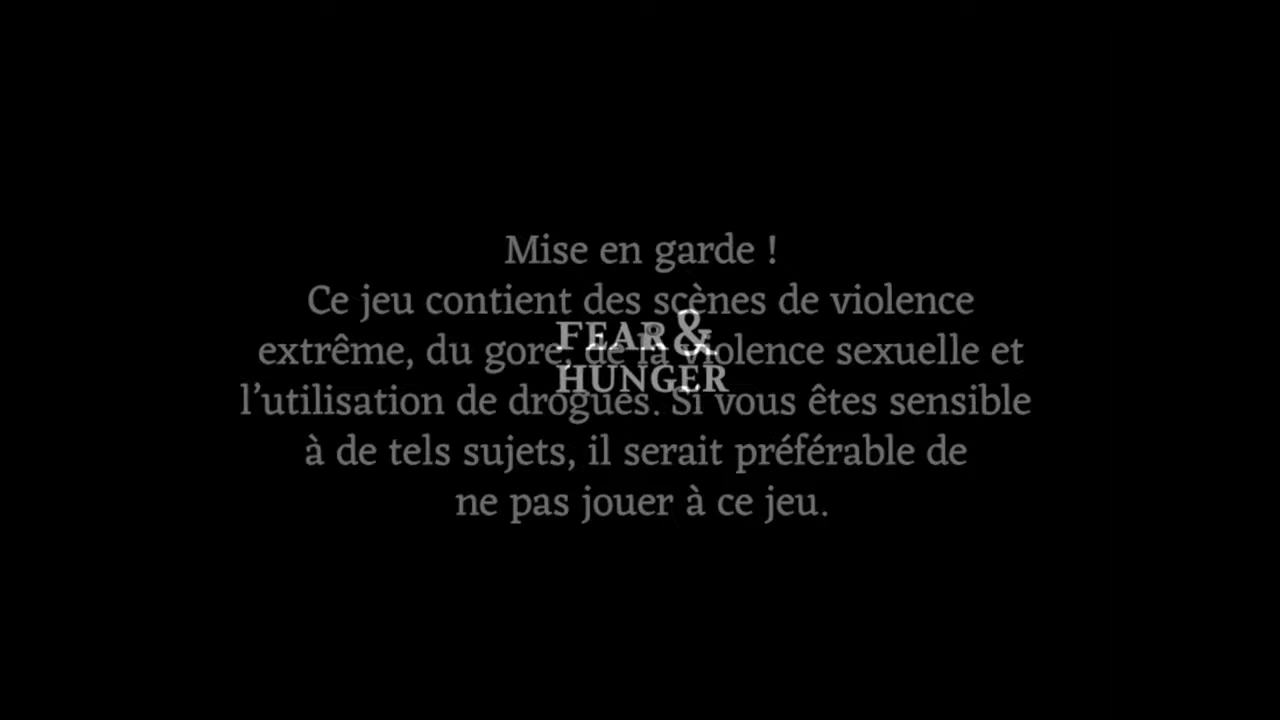 Mise en garde !
Ce jeu contient des scènes de violence
extrême, du gore, de la violence sexuelle et
l’utilisation de drogues. Si vous êtes sensible
à de tels sujets, il serait préférable de
ne pas jouer à ce jeu.
FEAR &
HUNGER